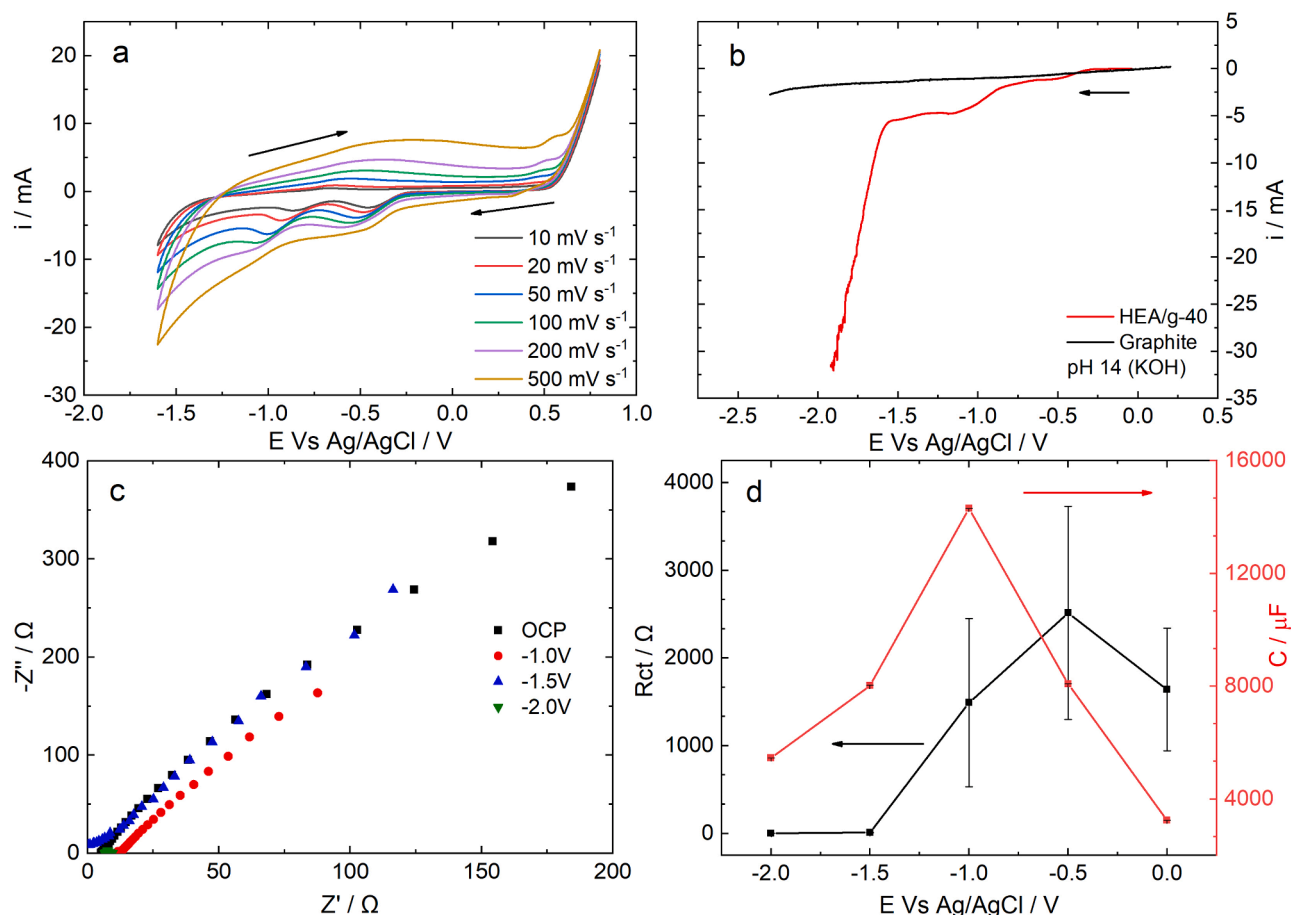 a
20
10
0
-10
-20
-30
i / mA
10 mV s⁻¹
20 mV s⁻¹
50 mV s⁻¹
100 mV s⁻¹
200 mV s⁻¹
500 mV s⁻¹
-2.0 -1.5 -1.0 -0.5 0.0 0.5 1.0
E Vs Ag/AgCl / V
b
5
0
-5
-10
-15
-20
-25
-30
-35
i / mA
HEA/g-40
Graphite
pH 14 (KOH)
-2.5 -2.0 -1.5 -1.0 -0.5 0.0 0.5
E Vs Ag/AgCl / V
c
400
300
200
100
0
-Z'' / Ω
OCP
-1.0V
-1.5V
-2.0V
0 50 100 150 200
Z' / Ω
d
4000
3000
2000
1000
0
Rct / Ω
16000
12000
8000
4000
C / μF
-2.0 -1.5 -1.0 -0.5 0.0
E Vs Ag/AgCl / V